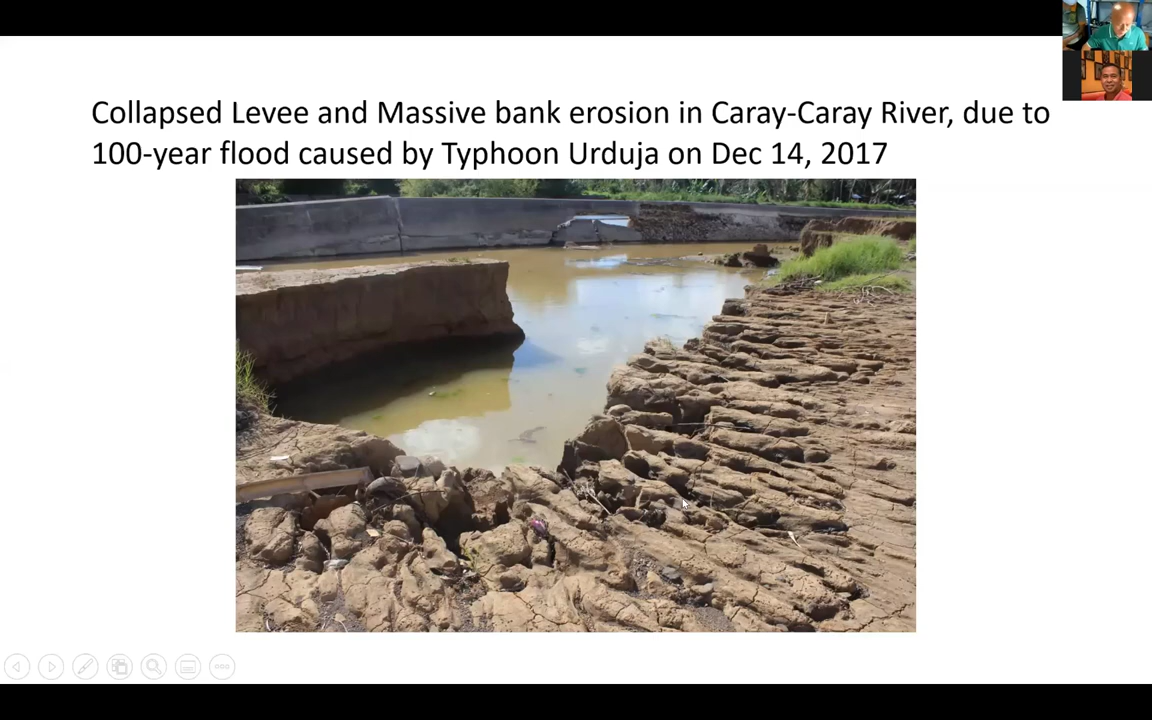 Collapsed Levee and Massive bank erosion in Caray-Caray River, due to
100-year flood caused by Typhoon Urduja on Dec 14, 2017